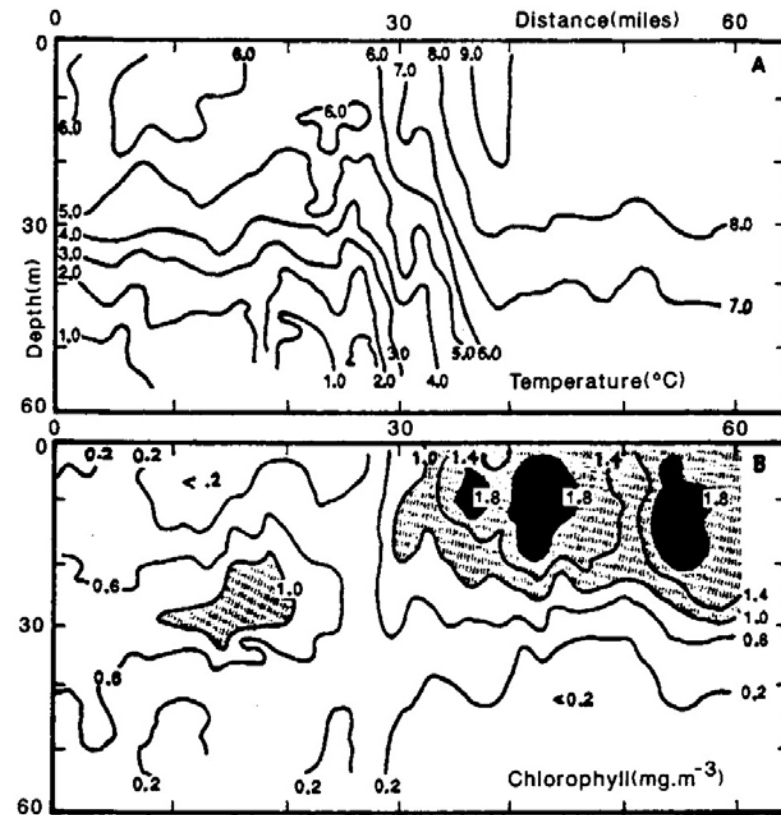 0 30 Distance(miles) 60
0 6.0 6.0 8.0 9.0 A
7.0
6.0 6.0
5.0
30 4.0 8.0
3.0
2.0 7.0
Depth(m)
1.0 3.0 5.0 6.0
1.0 2.0 4.0 Temperature(°C)
60 0 30 60
0 0.2 0.2 1.0 1.4 1.4 B
< .2
1.8 1.8 1.8
0.6 1.0
1.4
30 1.0
0.8
0.6
0.2
<0.2
0.2 0.2 0.2 Chlorophyll(mg.m⁻³)
60